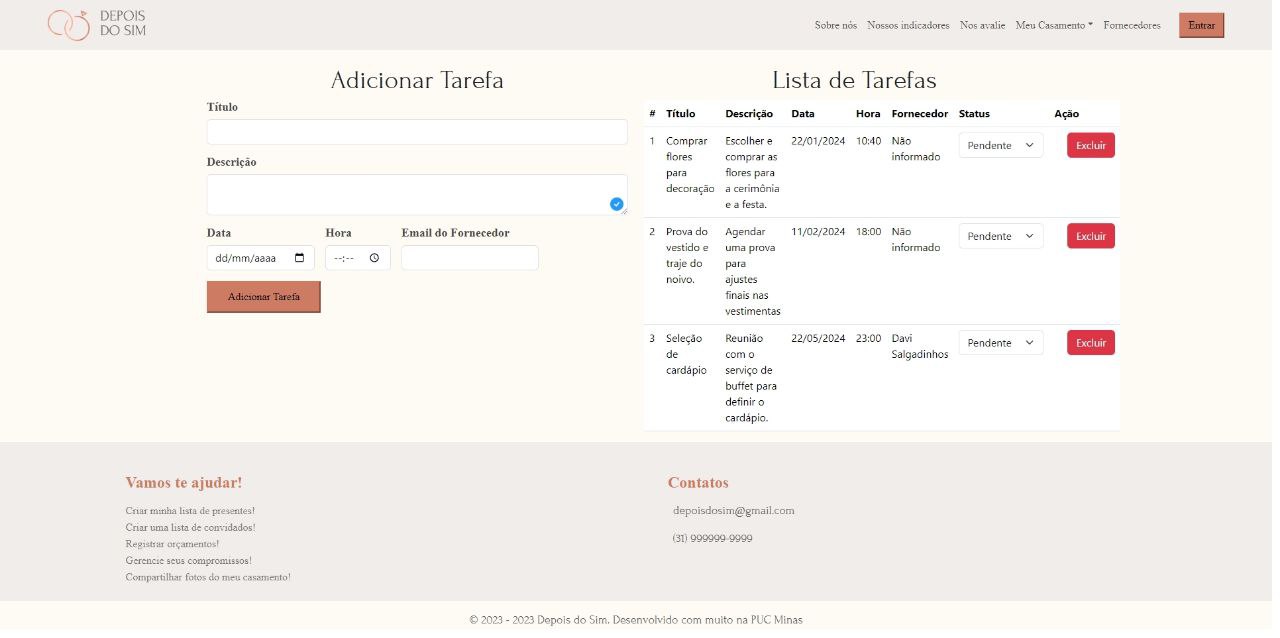 DEPOIS
DO SIM
Sobre nós Nossos indicadores Nos avalie Meu Casamento Fornecedores Entrar
Adicionar Tarefa
Título
Descrição
Data Hora Email do Fornecedor
dd/mm/aaaa --:--
Adicionar Tarefa
Lista de Tarefas
# Título Descrição Data Hora Fornecedor Status Ação
1 Comprar Escolher e 22/01/2024 10:40 Não Pendente Excluir
flores comprar as informado
para flores para
decoração a cerimônia
e a festa.
2 Prova do Agendar 11/02/2024 18:00 Não Pendente Excluir
vestido e uma prova informado
traje do para
noivo. ajustes
finais nas
vestimentas
3 Seleção Reunião 22/05/2024 23:00 Davi Pendente Excluir
de com o Salgadinhos
cardápio serviço de
buffet para
definir o
cardápio.
Vamos te ajudar!
Criar minha lista de presentes!
Criar uma lista de convidados!
Registrar orçamentos!
Gerencie seus compromissos!
Compartilhar fotos do meu casamento!
Contatos
depoisdosim@gmail.com
(31) 999999-9999
© 2023 - 2023 Depois do Sim. Desenvolvido com muito na PUC Minas